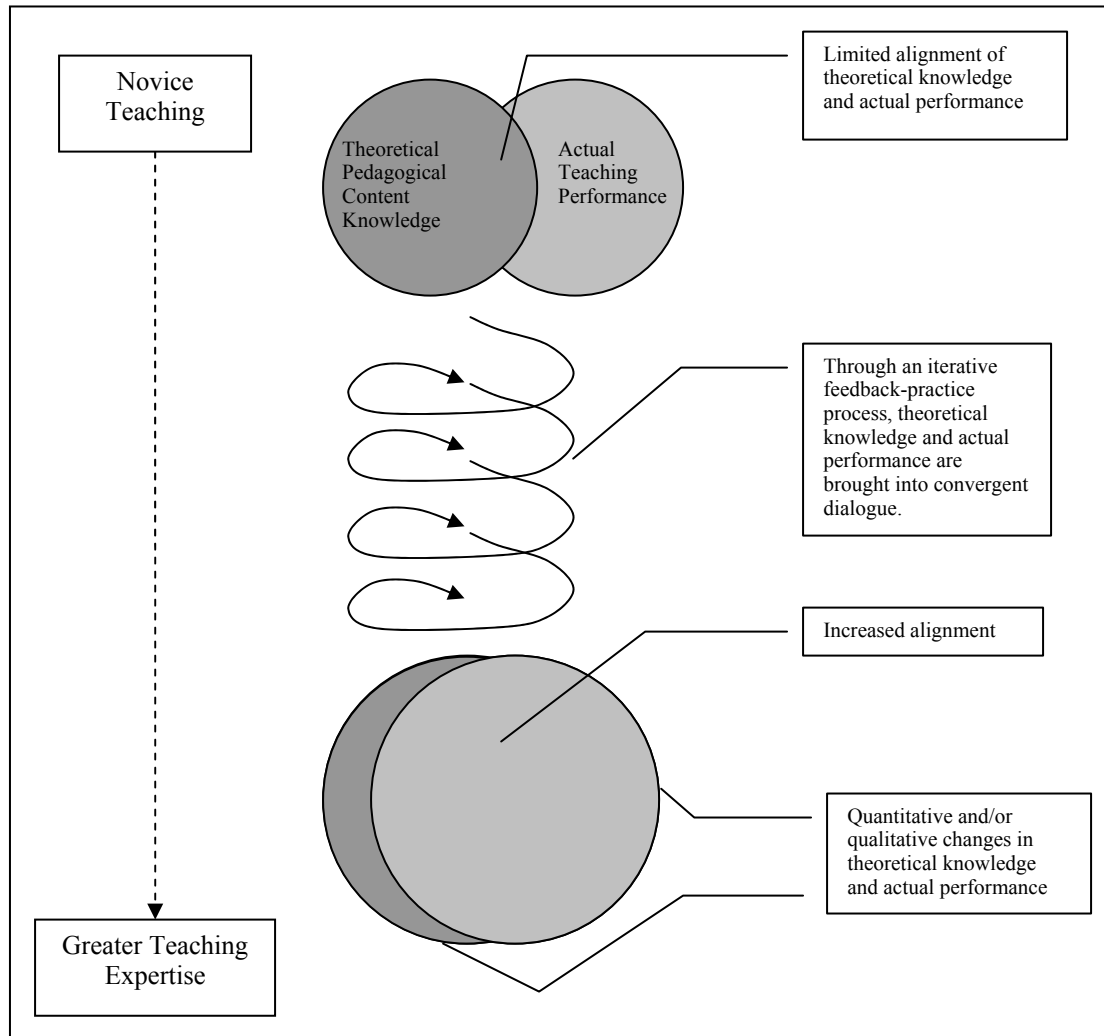 Novice
Teaching
Limited alignment of
theoretical knowledge
and actual performance
Theoretical
Pedagogical
Content
Knowledge
Actual
Teaching
Performance
Through an iterative
feedback-practice
process, theoretical
knowledge and actual
performance are
brought into convergent
dialogue.
Increased alignment
Quantitative and/or
qualitative changes in
theoretical knowledge
and actual performance
Greater Teaching
Expertise